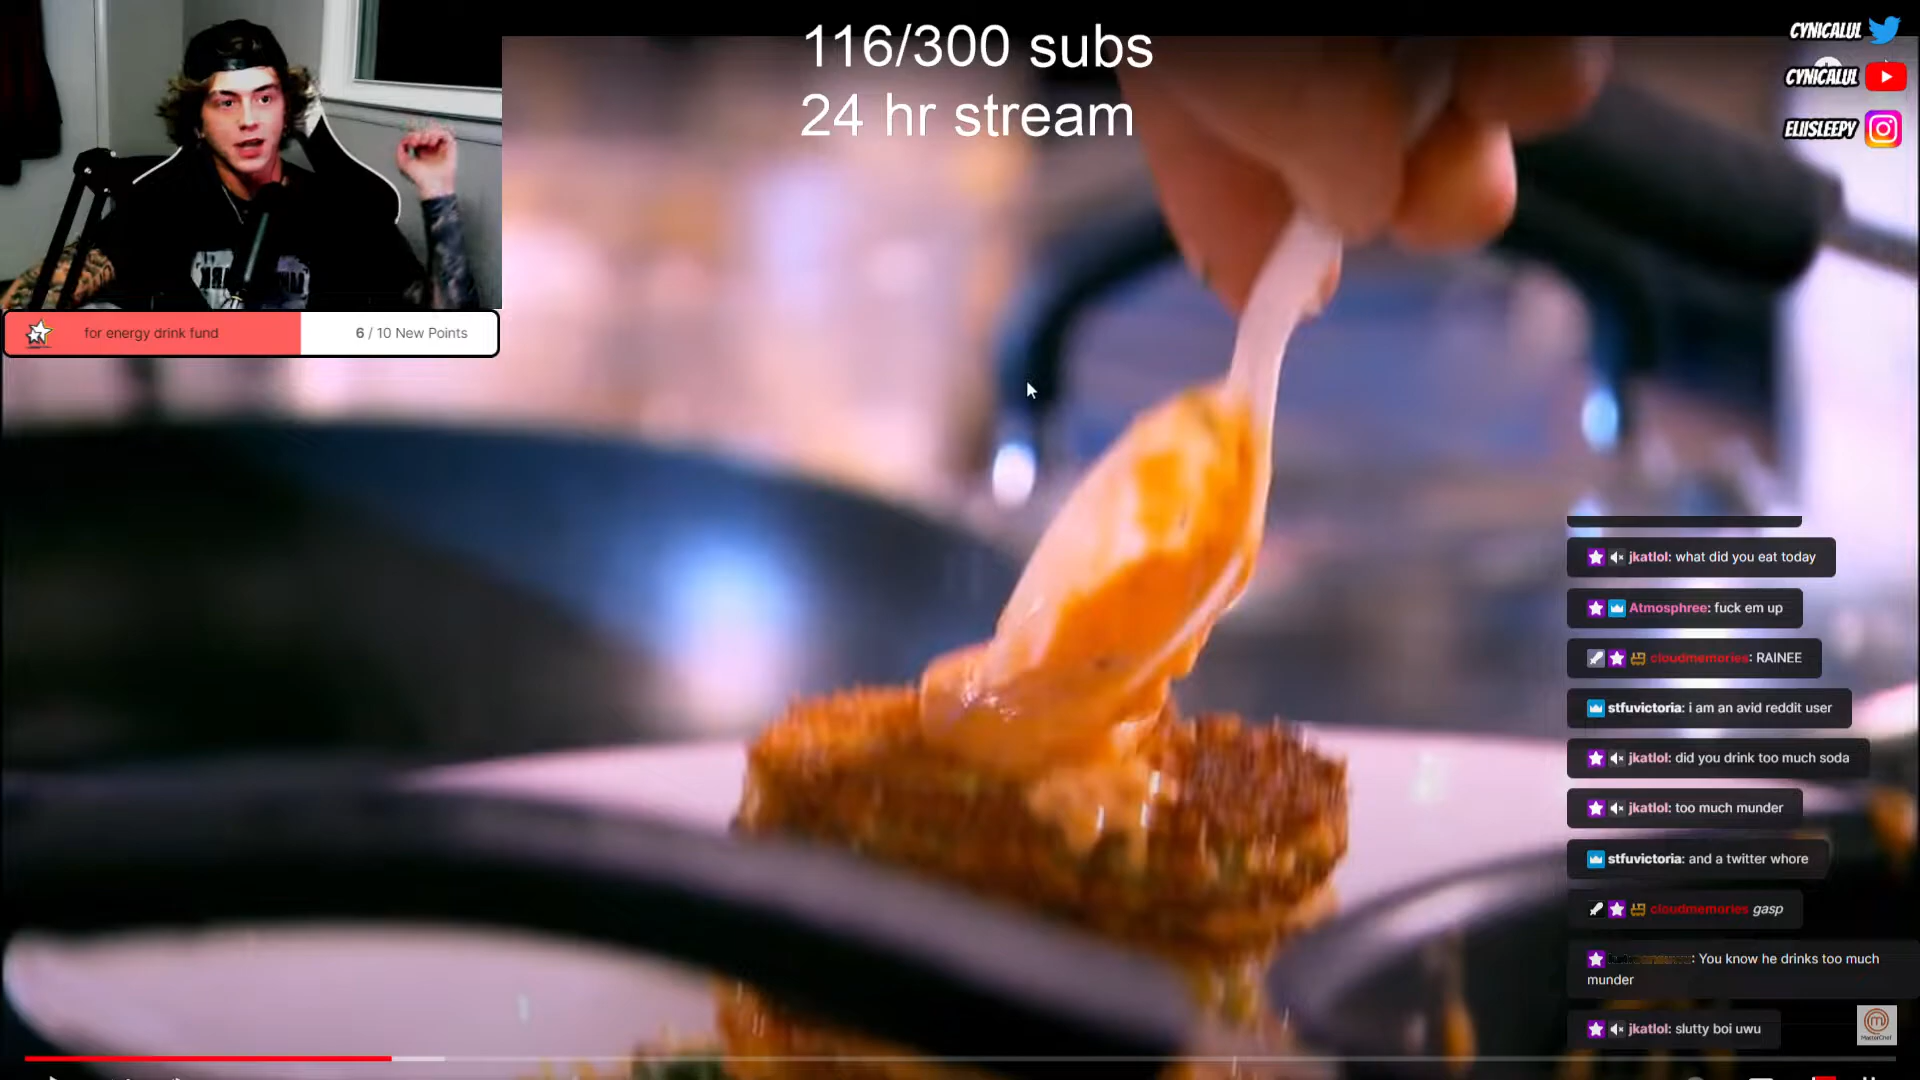 116/300 subs
24 hr stream
CYNICALUL
CYNICALUL
ELIISLEEPY
for energy drink fund
6 / 10 New Points
jkatlol: what did you eat today
Atmosphree: fuck em up
cloudmemories: RAINEE
stfuvictoria: i am an avid reddit user
jkatlol: did you drink too much soda
jkatlol: too much munder
stfuvictoria: and a twitter whore
cloudmemories gasp
: You know he drinks too much
munder
jkatlol: slutty boi uwu
MasterChef